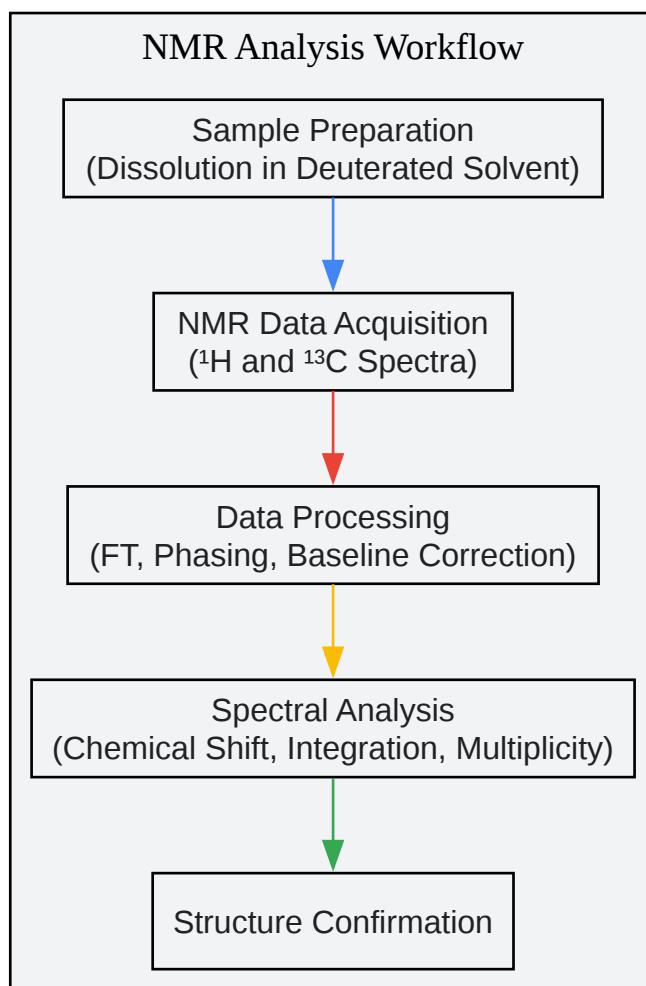 NMR Analysis Workflow
Sample Preparation
(Dissolution in Deuterated Solvent)
NMR Data Acquisition
(¹H and ¹³C Spectra)
Data Processing
(FT, Phasing, Baseline Correction)
Spectral Analysis
(Chemical Shift, Integration, Multiplicity)
Structure Confirmation